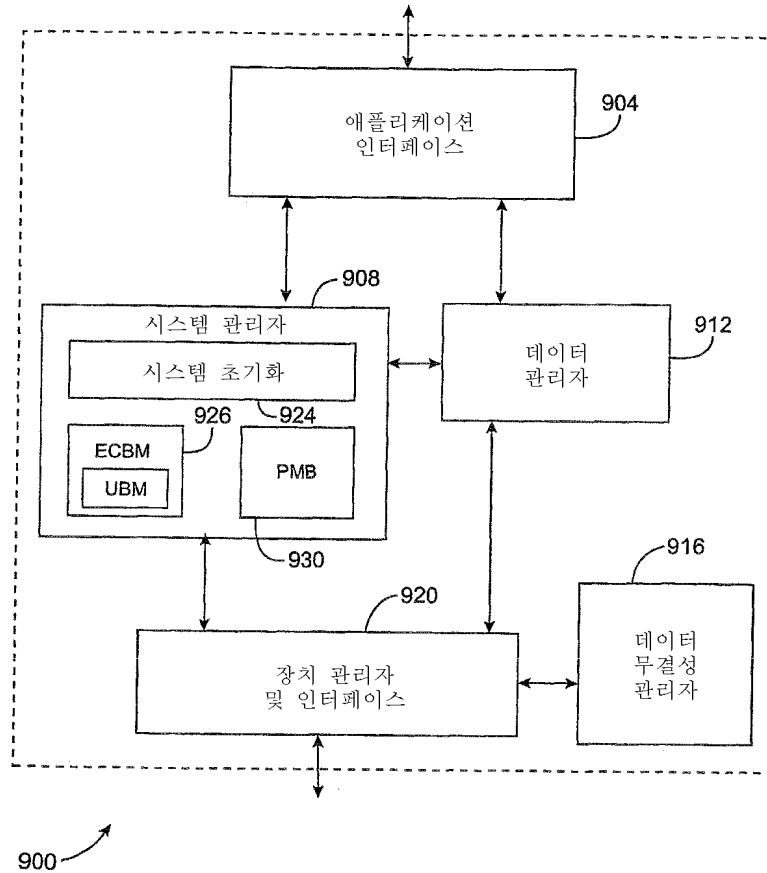 애플리케이션
인터페이스
904
908
시스템 관리자
시스템 초기화
924
926
ECBM
UBM
PMB
930
데이터
관리자
912
920
장치 관리자
및 인터페이스
916
데이터
무결성
관리자
900